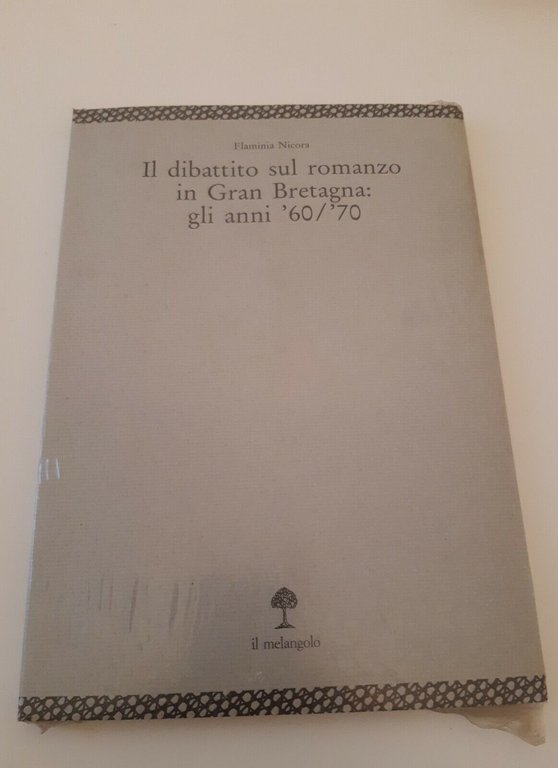 Flaminia Nicora
Il dibattito sul romanzo
in Gran Bretagna:
gli anni '60/'70
il melangolo